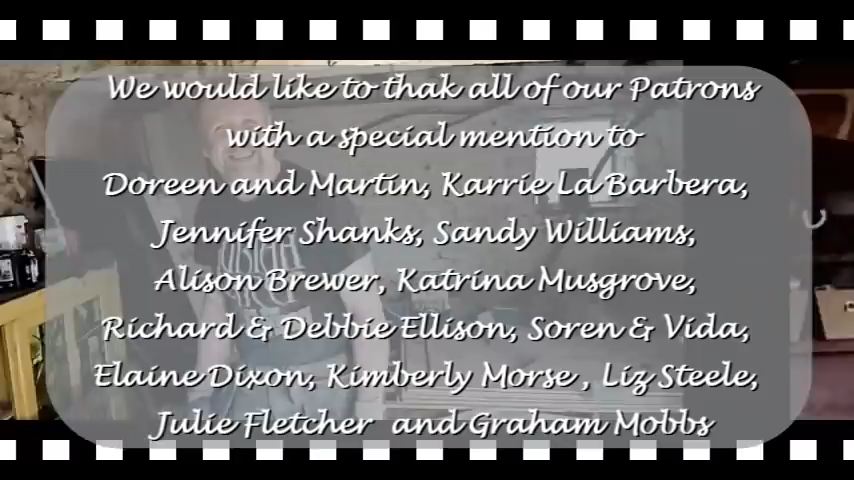 We would like to thak all of our Patrons
with a special mention to
Doreen and Martin, Karrie La Barbera,
Jennifer Shanks, Sandy Williams,
Alison Brewer, Katrina Musgrove,
Richard & Debbie Ellison, Soren & Vida,
Elaine Dixon, Kimberly Morse , Liz Steele,
Julie Fletcher and Graham Mobbs